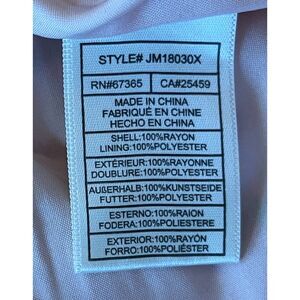 STYLE# JM18030X
RN#67365 CA#25459
MADE IN CHINA
FABRIQUÉ EN CHINE
HECHO EN CHINA
SHELL:100%RAYON
LINING:100%POLYESTER
EXTÉRIEUR:100%RAYONNE
DOUBLURE:100%POLYESTER
AUßERHALB:100%KUNSTSEIDE
FUTTER:100%POLYESTER
ESTERNO:100%RAION
FODERA:100%POLIESTERE
EXTERIOR:100%RAYÓN
FORRO:100%POLIÉSTER